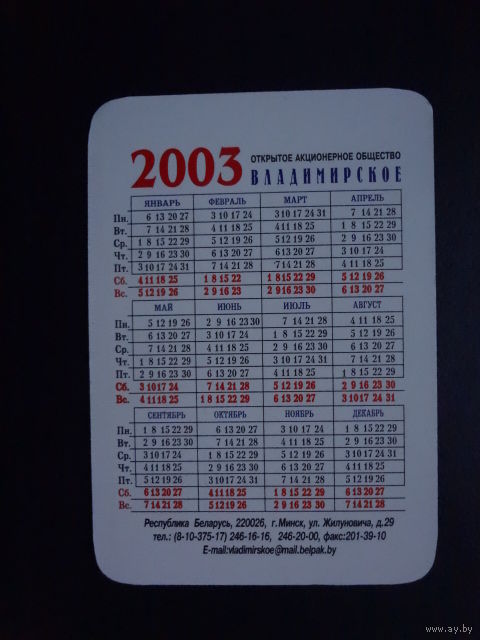 2003 ОТКРЫТОЕ АКЦИОНЕРНОЕ ОБЩЕСТВО
ВЛАДИМИРСКОЕ
ЯНВАРЬ ФЕВРАЛЬ МАРТ АПРЕЛЬ
Пн. 6 13 20 27 3 10 17 24 3 10 17 24 31 7 14 21 28
Вт. 7 14 21 28 4 11 18 25 4 11 18 25 1 8 15 22 29
Ср. 1 8 15 22 29 5 12 19 26 5 12 19 26 2 9 16 23 30
Чт. 2 9 16 23 30 6 13 20 27 6 13 20 27 3 10 17 24
Пт. 3 10 17 24 31 7 14 21 28 7 14 21 28 4 11 18 25
Сб. 4 11 18 25 1 8 15 22 1 8 15 22 29 5 12 19 26
Вс. 5 12 19 26 2 9 16 23 2 9 16 23 30 6 13 20 27
МАЙ ИЮНЬ ИЮЛЬ АВГУСТ
Пн. 5 12 19 26 2 9 16 23 30 7 14 21 28 4 11 18 25
Вт. 6 13 20 27 3 10 17 24 1 8 15 22 29 5 12 19 26
Ср. 7 14 21 28 4 11 18 25 2 9 16 23 30 6 13 20 27
Чт. 1 8 15 22 29 5 12 19 26 3 10 17 24 31 7 14 21 28
Пт. 2 9 16 23 30 6 13 20 27 4 11 18 25 1 8 15 22 29
Сб. 3 10 17 24 7 14 21 28 5 12 19 26 2 9 16 23 30
Вс. 4 11 18 25 1 8 15 22 29 6 13 20 27 3 10 17 24 31
СЕНТЯБРЬ ОКТЯБРЬ НОЯБРЬ ДЕКАБРЬ
Пн. 1 8 15 22 29 6 13 20 27 3 10 17 24 1 8 15 22 29
Вт. 2 9 16 23 30 7 14 21 28 4 11 18 25 2 9 16 23 30
Ср. 3 10 17 24 1 8 15 22 29 5 12 19 26 3 10 17 24 31
Чт. 4 11 18 25 2 9 16 23 30 6 13 20 27 4 11 18 25
Пт. 5 12 19 26 3 10 17 24 31 7 14 21 28 5 12 19 26
Сб. 6 13 20 27 4 11 18 25 1 8 15 22 29 6 13 20 27
Вс. 7 14 21 28 5 12 19 26 2 9 16 23 30 7 14 21 28
Республика Беларусь, 220026, г.Минск, ул. Жилуновича, д.29
тел.: (8-10-375-17) 246-16-16, 246-20-00, факс:201-39-10
E-mail:vladimirskoe@mail.belpak.by
www.ay.by